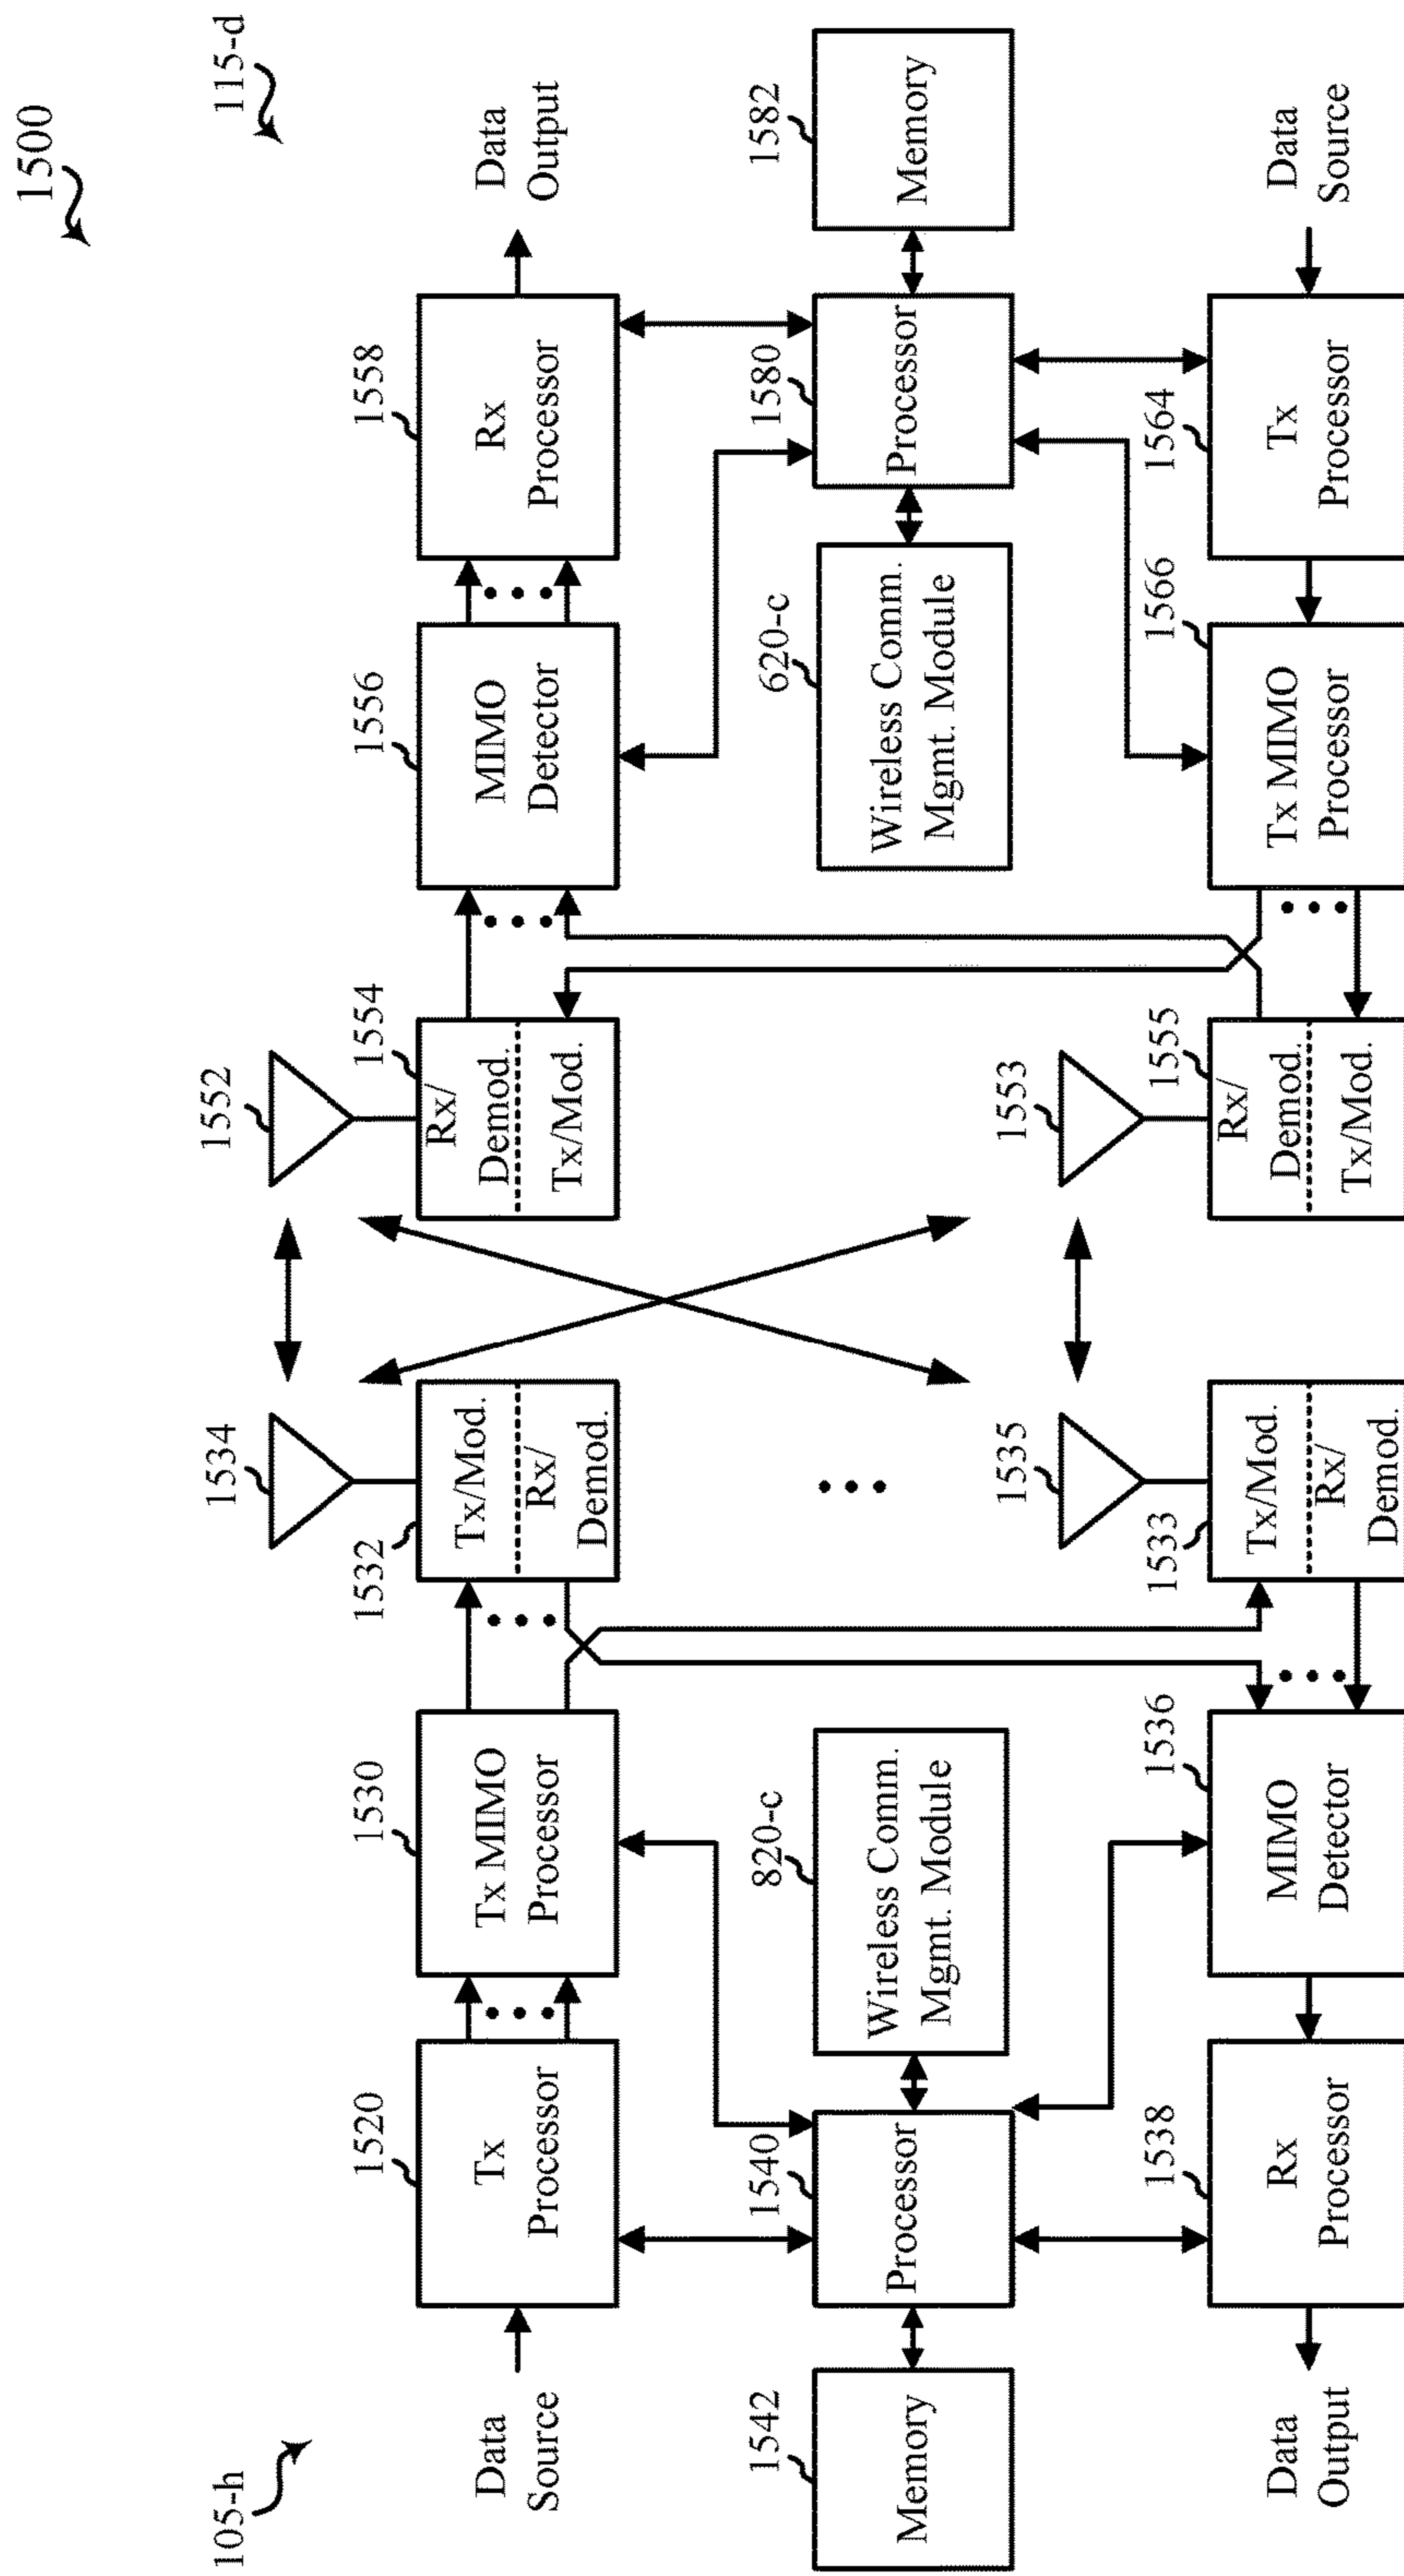 1500
105-h
115-d
1534
1552
Data
Source
1520
Tx
Processor
1530
Tx MIMO
Processor
1532
Tx/Mod.
Rx/
Demod.
1554
Rx/
Demod.
Tx/Mod.
1556
MIMO
Detector
1558
Rx
Processor
Data
Output
1542
Memory
1540
Processor
820-c
Wireless Comm.
Mgmt. Module
620-c
Wireless Comm.
Mgmt. Module
1580
Processor
1582
Memory
1535
1553
Data
Output
1538
Rx
Processor
1536
MIMO
Detector
1533
Tx/Mod.
Rx/
Demod.
1555
Rx/
Demod.
Tx/Mod.
1566
Tx MIMO
Processor
1564
Tx
Processor
Data
Source